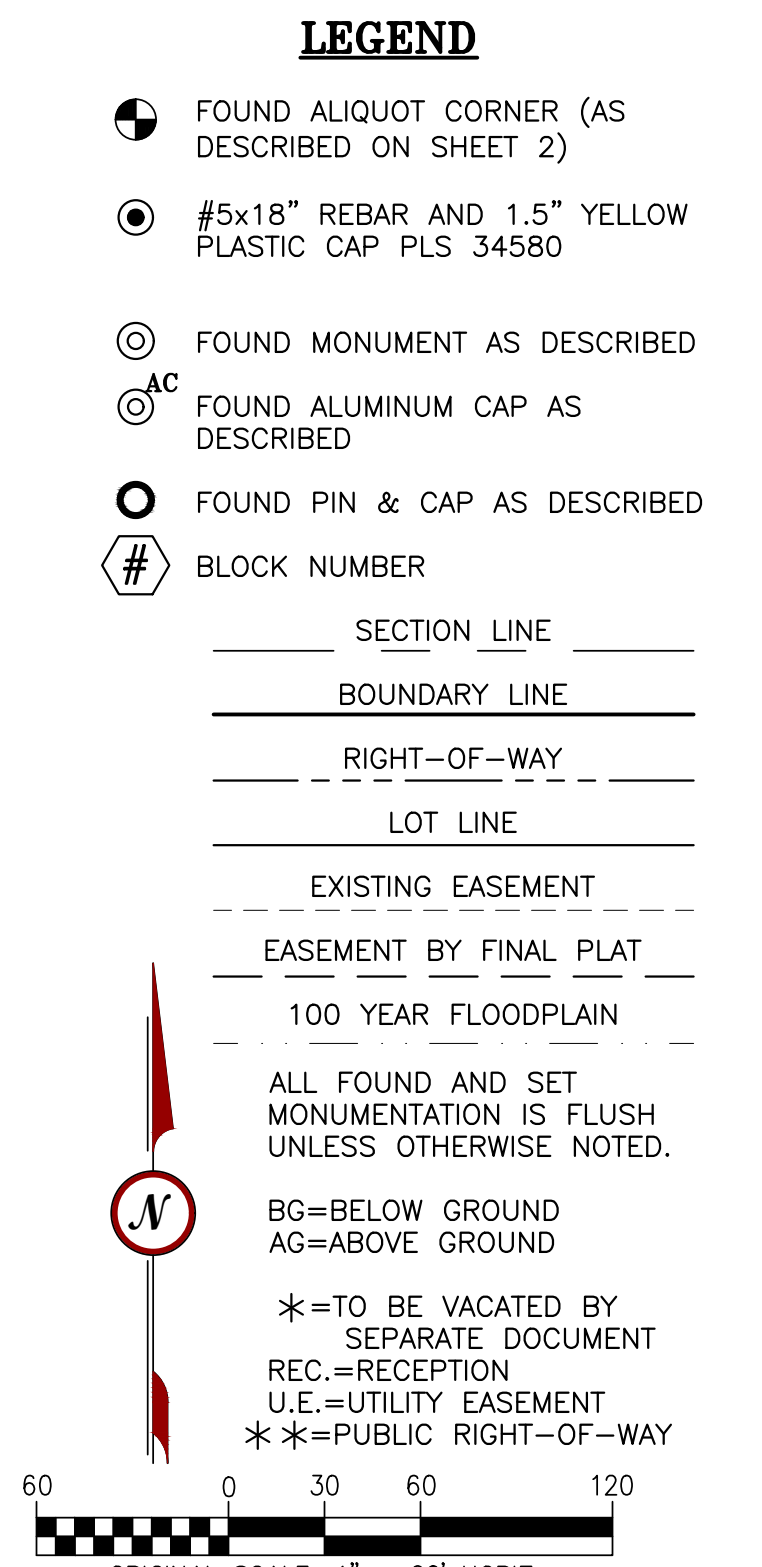 LEGEND
FOUND ALIQUOT CORNER (AS
DESCRIBED ON SHEET 2)
#5x18" REBAR AND 1.5" YELLOW
PLASTIC CAP PLS 34580
FOUND MONUMENT AS DESCRIBED
AC
FOUND ALUMINUM CAP AS
DESCRIBED
FOUND PIN & CAP AS DESCRIBED
# BLOCK NUMBER
SECTION LINE
BOUNDARY LINE
RIGHT-OF-WAY
LOT LINE
EXISTING EASEMENT
EASEMENT BY FINAL PLAT
100 YEAR FLOODPLAIN
ALL FOUND AND SET
MONUMENTATION IS FLUSH
UNLESS OTHERWISE NOTED.
N
BG=BELOW GROUND
AG=ABOVE GROUND
*=TO BE VACATED BY
SEPARATE DOCUMENT
REC.=RECEPTION
U.E.=UTILITY EASEMENT
**=PUBLIC RIGHT-OF-WAY
60 0 30 60 120